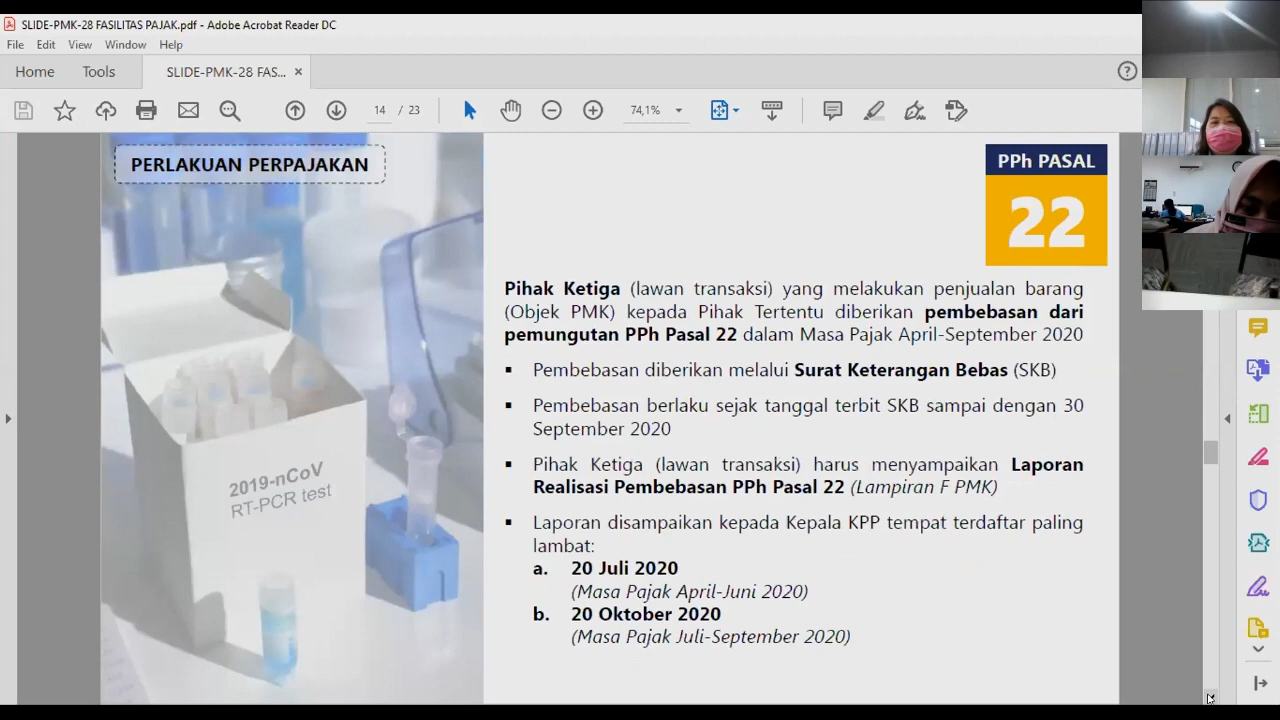 SLIDE-PMK-28 FASILITAS PAJAK.pdf - Adobe Acrobat Reader DC
File Edit View Window Help
Home Tools SLIDE-PMK-28 FAS... ×
14 / 23 74,1%
PERLAKUAN PERPAJAKAN
PPh PASAL
22
Pihak Ketiga (lawan transaksi) yang melakukan penjualan barang
(Objek PMK) kepada Pihak Tertentu diberikan pembebasan dari
pemungutan PPh Pasal 22 dalam Masa Pajak April-September 2020
▪ Pembebasan diberikan melalui Surat Keterangan Bebas (SKB)
▪ Pembebasan berlaku sejak tanggal terbit SKB sampai dengan 30
September 2020
▪ Pihak Ketiga (lawan transaksi) harus menyampaikan Laporan
Realisasi Pembebasan PPh Pasal 22 (Lampiran F PMK)
▪ Laporan disampaikan kepada Kepala KPP tempat terdaftar paling
lambat:
a. 20 Juli 2020
(Masa Pajak April-Juni 2020)
b. 20 Oktober 2020
(Masa Pajak Juli-September 2020)
2019-nCoV
RT-PCR test